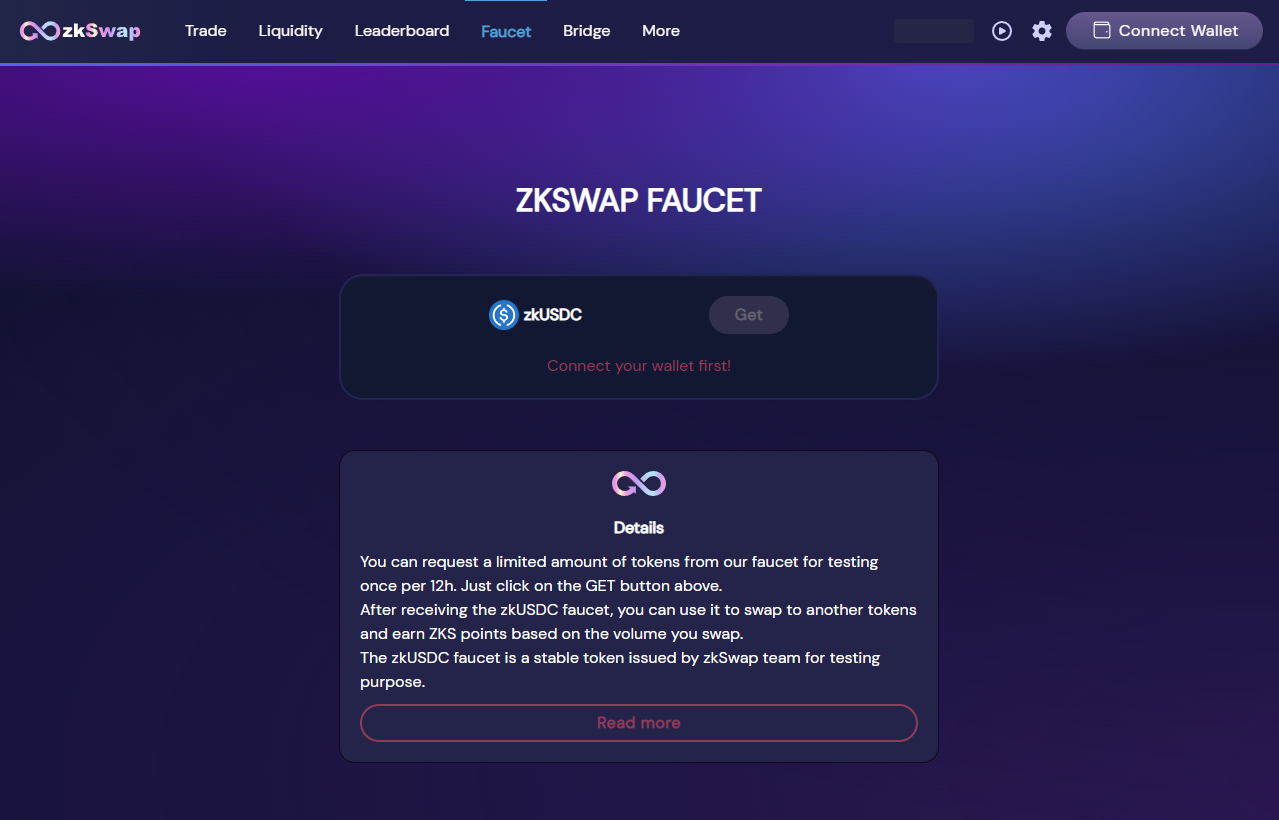 zkSwap Trade Liquidity Leaderboard Faucet Bridge More Connect Wallet
ZKSWAP FAUCET
zkUSDC Get
Connect your wallet first!
Details
You can request a limited amount of tokens from our faucet for testing
once per 12h. Just click on the GET button above.
After receiving the zkUSDC faucet, you can use it to swap to another tokens
and earn ZKS points based on the volume you swap.
The zkUSDC faucet is a stable token issued by zkSwap team for testing
purpose.
Read more